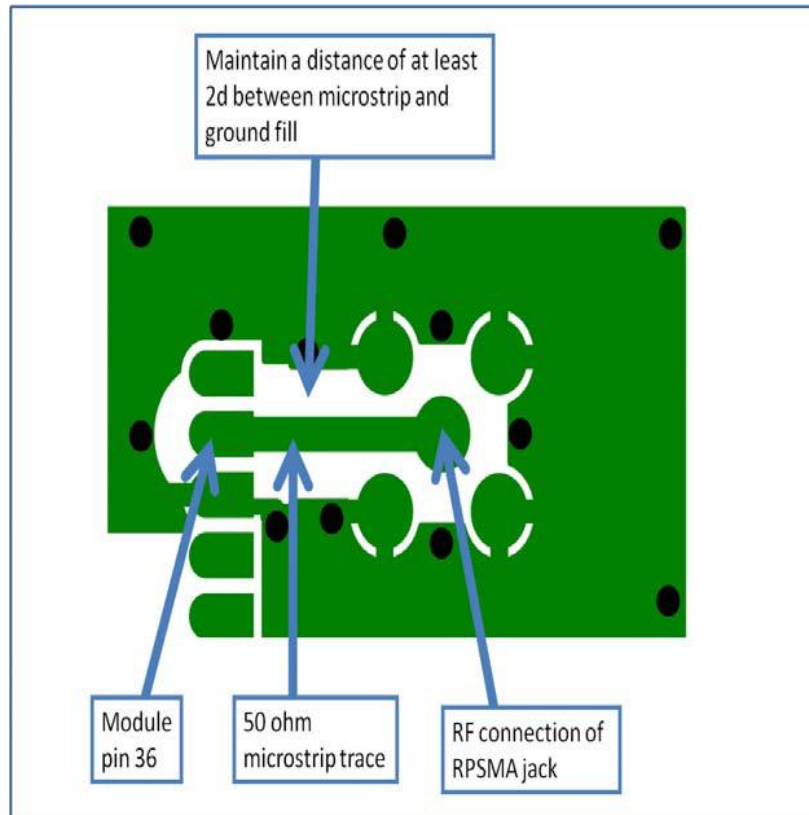 Maintain a distance of at least
2d between microstrip and
ground fill
Module
pin 36
50 ohm
microstrip trace
RF connection of
RPSMA jack